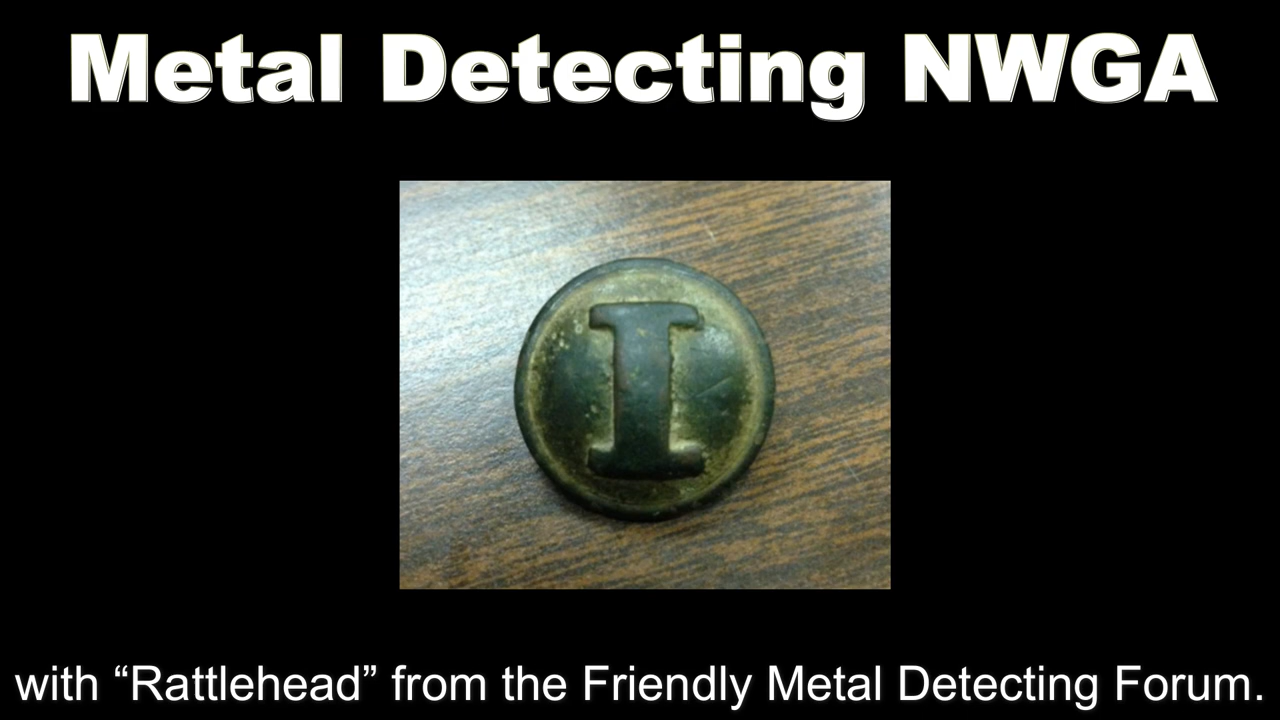 Metal Detecting NWGA
I
with “Rattlehead” from the Friendly Metal Detecting Forum.